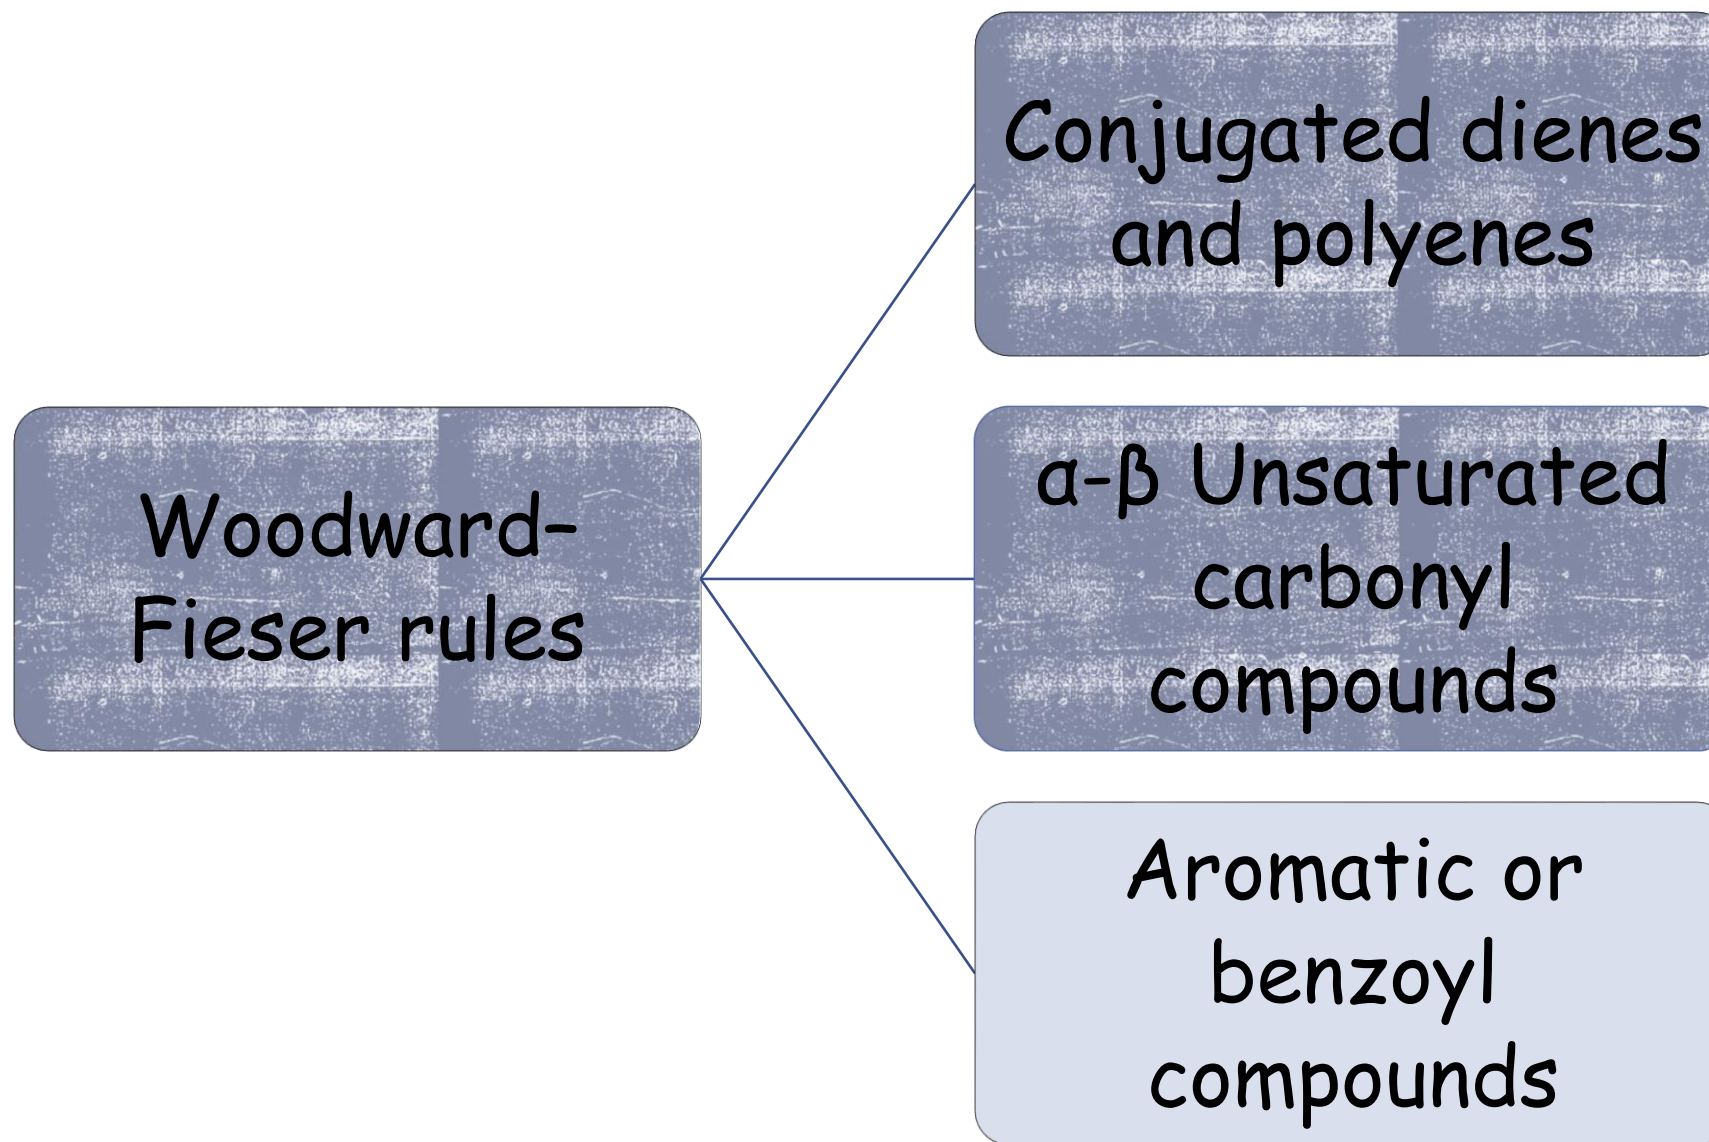 Woodward–
Fieser rules
Conjugated dienes
and polyenes
α-β Unsaturated
carbonyl
compounds
Aromatic or
benzoyl
compounds